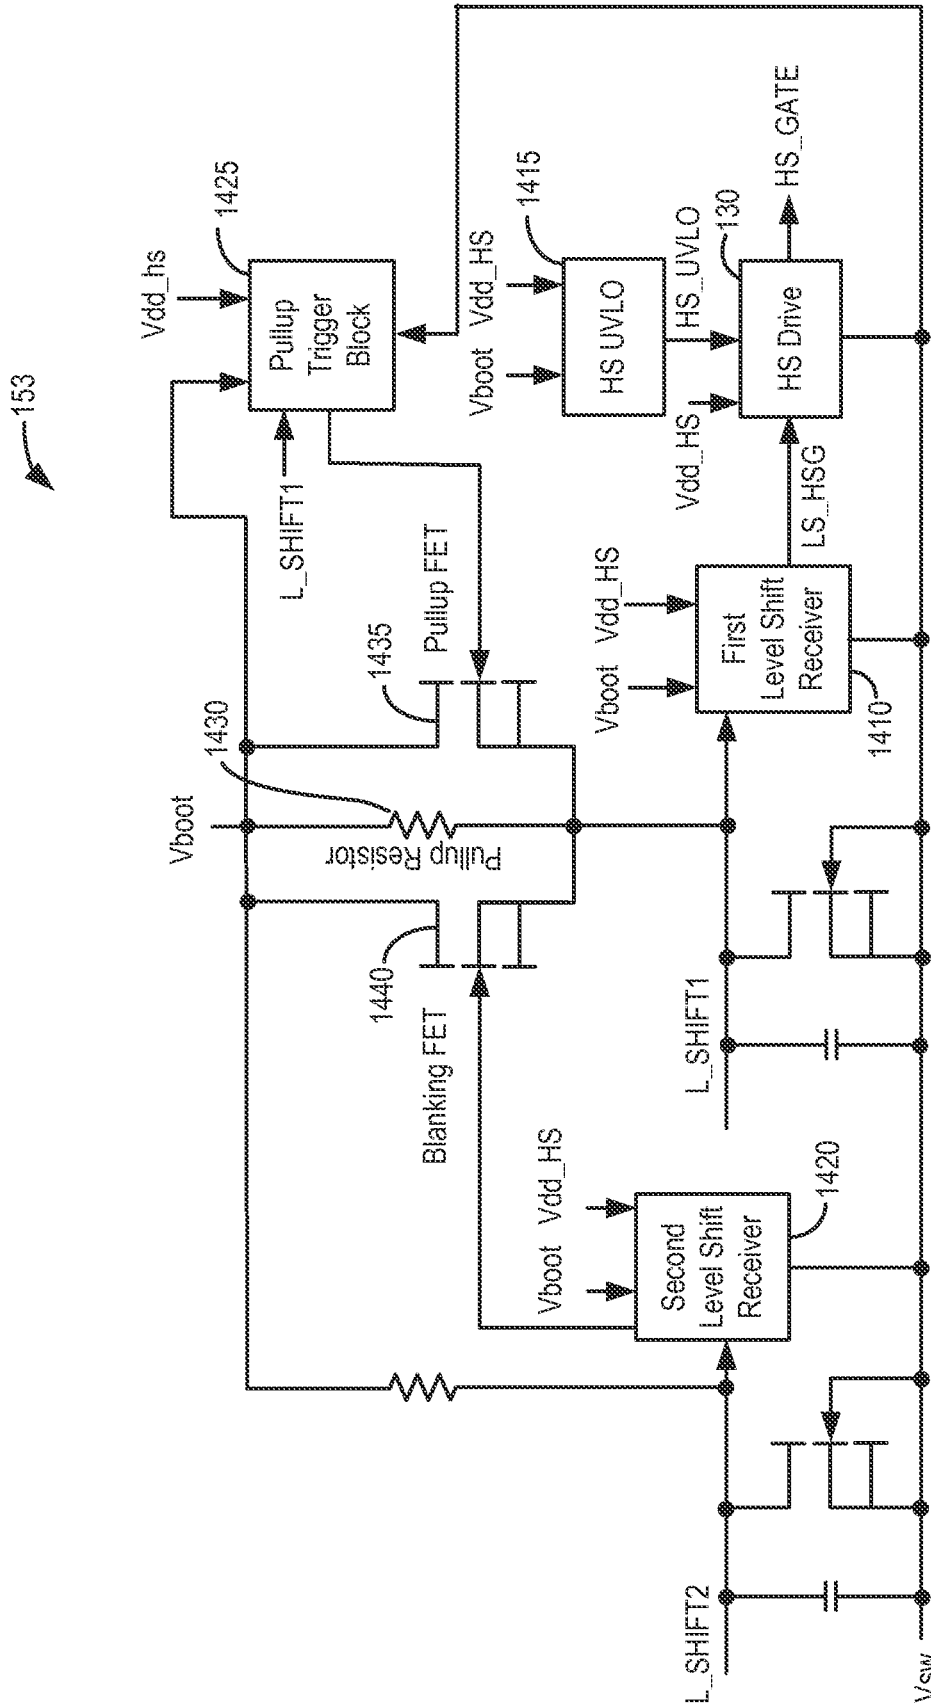 153
Vboot
Vdd_hs
1425
Pullup
Trigger
Block
L_SHIFT1
1430
1435
Pullup FET
Pullup Resistor
1440
Blanking FET
Vboot
Vdd_HS
1415
HS UVLO
HS_UVLO
Vdd_HS
130
HS Drive
HS_GATE
LS_HSG
Vboot
Vdd_HS
First
Level Shift
Receiver
1410
L_SHIFT1
Vboot
Vdd_HS
Second
Level Shift
Receiver
1420
L_SHIFT2
Vsw